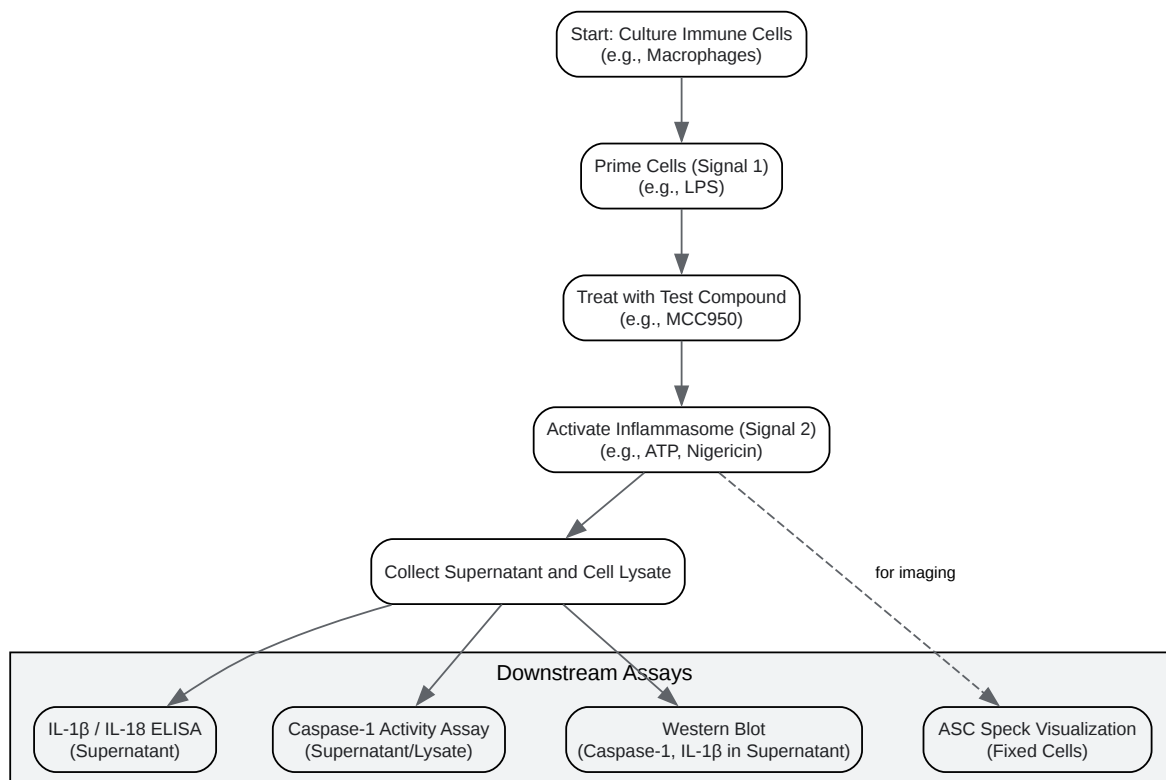 Start: Culture Immune Cells
(e.g., Macrophages)
Prime Cells (Signal 1)
(e.g., LPS)
Treat with Test Compound
(e.g., MCC950)
Activate Inflammasome (Signal 2)
(e.g., ATP, Nigericin)
Collect Supernatant and Cell Lysate
for imaging
Downstream Assays
IL-1β / IL-18 ELISA
(Supernatant)
Caspase-1 Activity Assay
(Supernatant/Lysate)
Western Blot
(Caspase-1, IL-1β in Supernatant)
ASC Speck Visualization
(Fixed Cells)